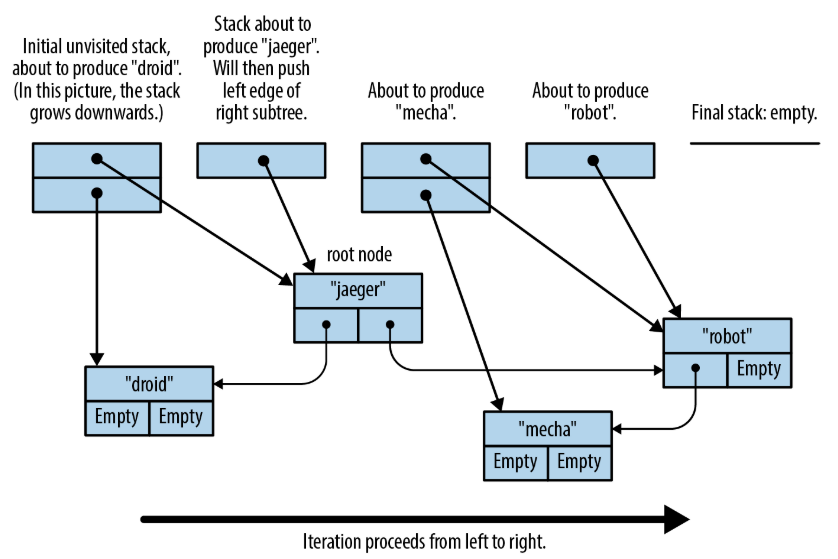 Initial unvisited stack,
about to produce "droid".
(In this picture, the stack
grows downwards.)
Stack about to
produce "jaeger".
Will then push
left edge of
right subtree.
About to produce
"mecha".
About to produce
"robot".
Final stack: empty.
root node
"jaeger"
"robot"
Empty
"droid"
Empty Empty
"mecha"
Empty Empty
Iteration proceeds from left to right.